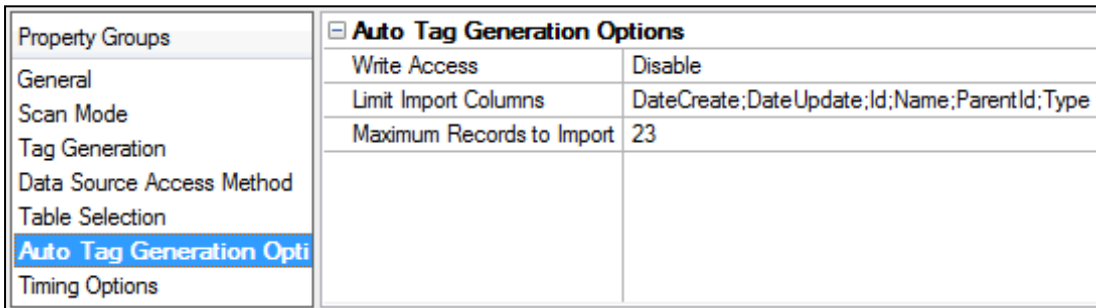 Property Groups
General
Scan Mode
Tag Generation
Data Source Access Method
Table Selection
Auto Tag Generation Opti
Timing Options
Auto Tag Generation Options
Write Access Disable
Limit Import Columns DateCreate;DateUpdate;Id;Name;ParentId;Type
Maximum Records to Import 23